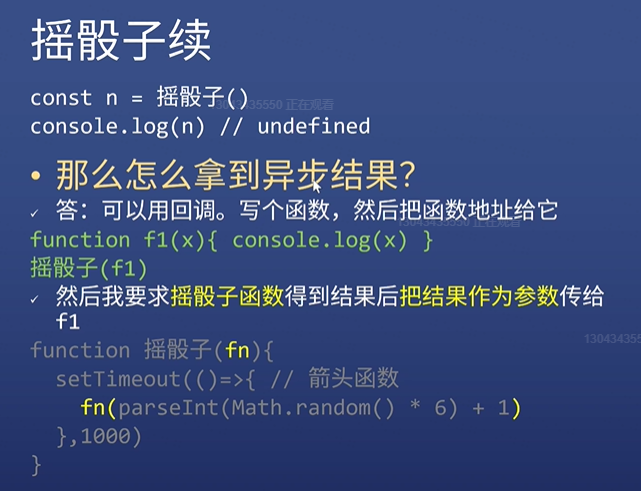 摇骰子续
const n = 摇骰子()
console.log(n) // undefined
• 那么怎么拿到异步结果?
✓ 答：可以用回调。写个函数，然后把函数地址给它
function f1(x){ console.log(x) }
摇骰子(f1)
✓ 然后我要求摇骰子函数得到结果后把结果作为参数传给
f1
function 摇骰子(fn){
setTimeout(()=>{ // 箭头函数
fn(parseInt(Math.random() * 6) + 1)
},1000)
}